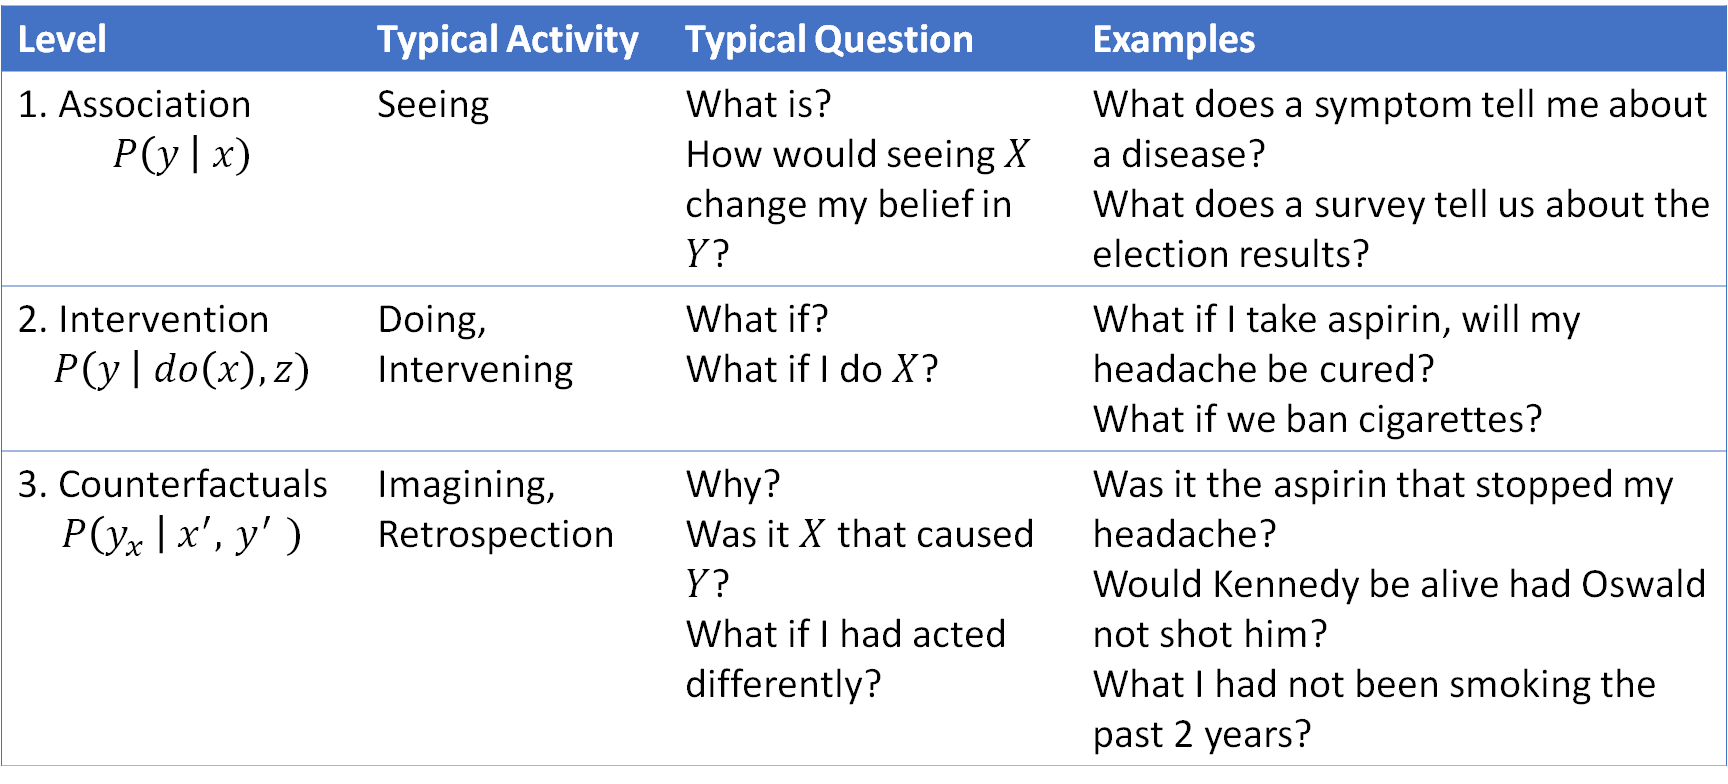 Level Typical Activity Typical Question Examples
1. Association Seeing What is? What does a symptom tell me about
P(y | x) How would seeing X a disease?
change my belief in What does a survey tell us about the
Y? election results?
2. Intervention Doing, What if? What if I take aspirin, will my
P(y | do(x), z) Intervening What if I do X? headache be cured?
What if we ban cigarettes?
3. Counterfactuals Imagining, Why? Was it the aspirin that stopped my
P(yₓ | x′, y′ ) Retrospection Was it X that caused headache?
Y? Would Kennedy be alive had Oswald
What if I had acted not shot him?
differently? What I had not been smoking the
past 2 years?